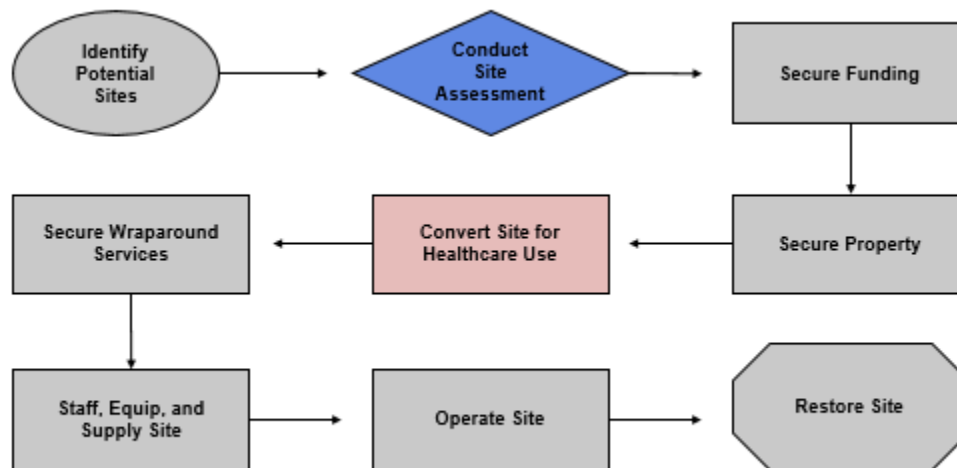 Identify
Potential
Sites
Conduct
Site
Assessment
Secure Funding
Secure Property
Convert Site for
Healthcare Use
Secure Wraparound
Services
Staff, Equip, and
Supply Site
Operate Site
Restore Site